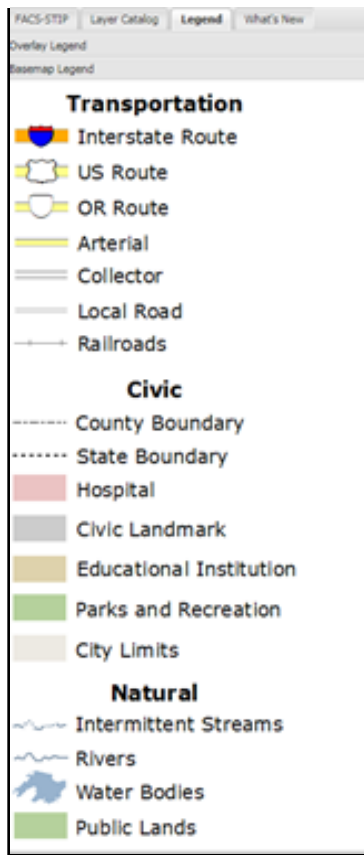 FACS-STIP Layer Catalog Legend What's New
Overlay Legend
Basemap Legend
Transportation
Interstate Route
US Route
OR Route
Arterial
Collector
Local Road
Railroads
Civic
County Boundary
State Boundary
Hospital
Civic Landmark
Educational Institution
Parks and Recreation
City Limits
Natural
Intermittent Streams
Rivers
Water Bodies
Public Lands